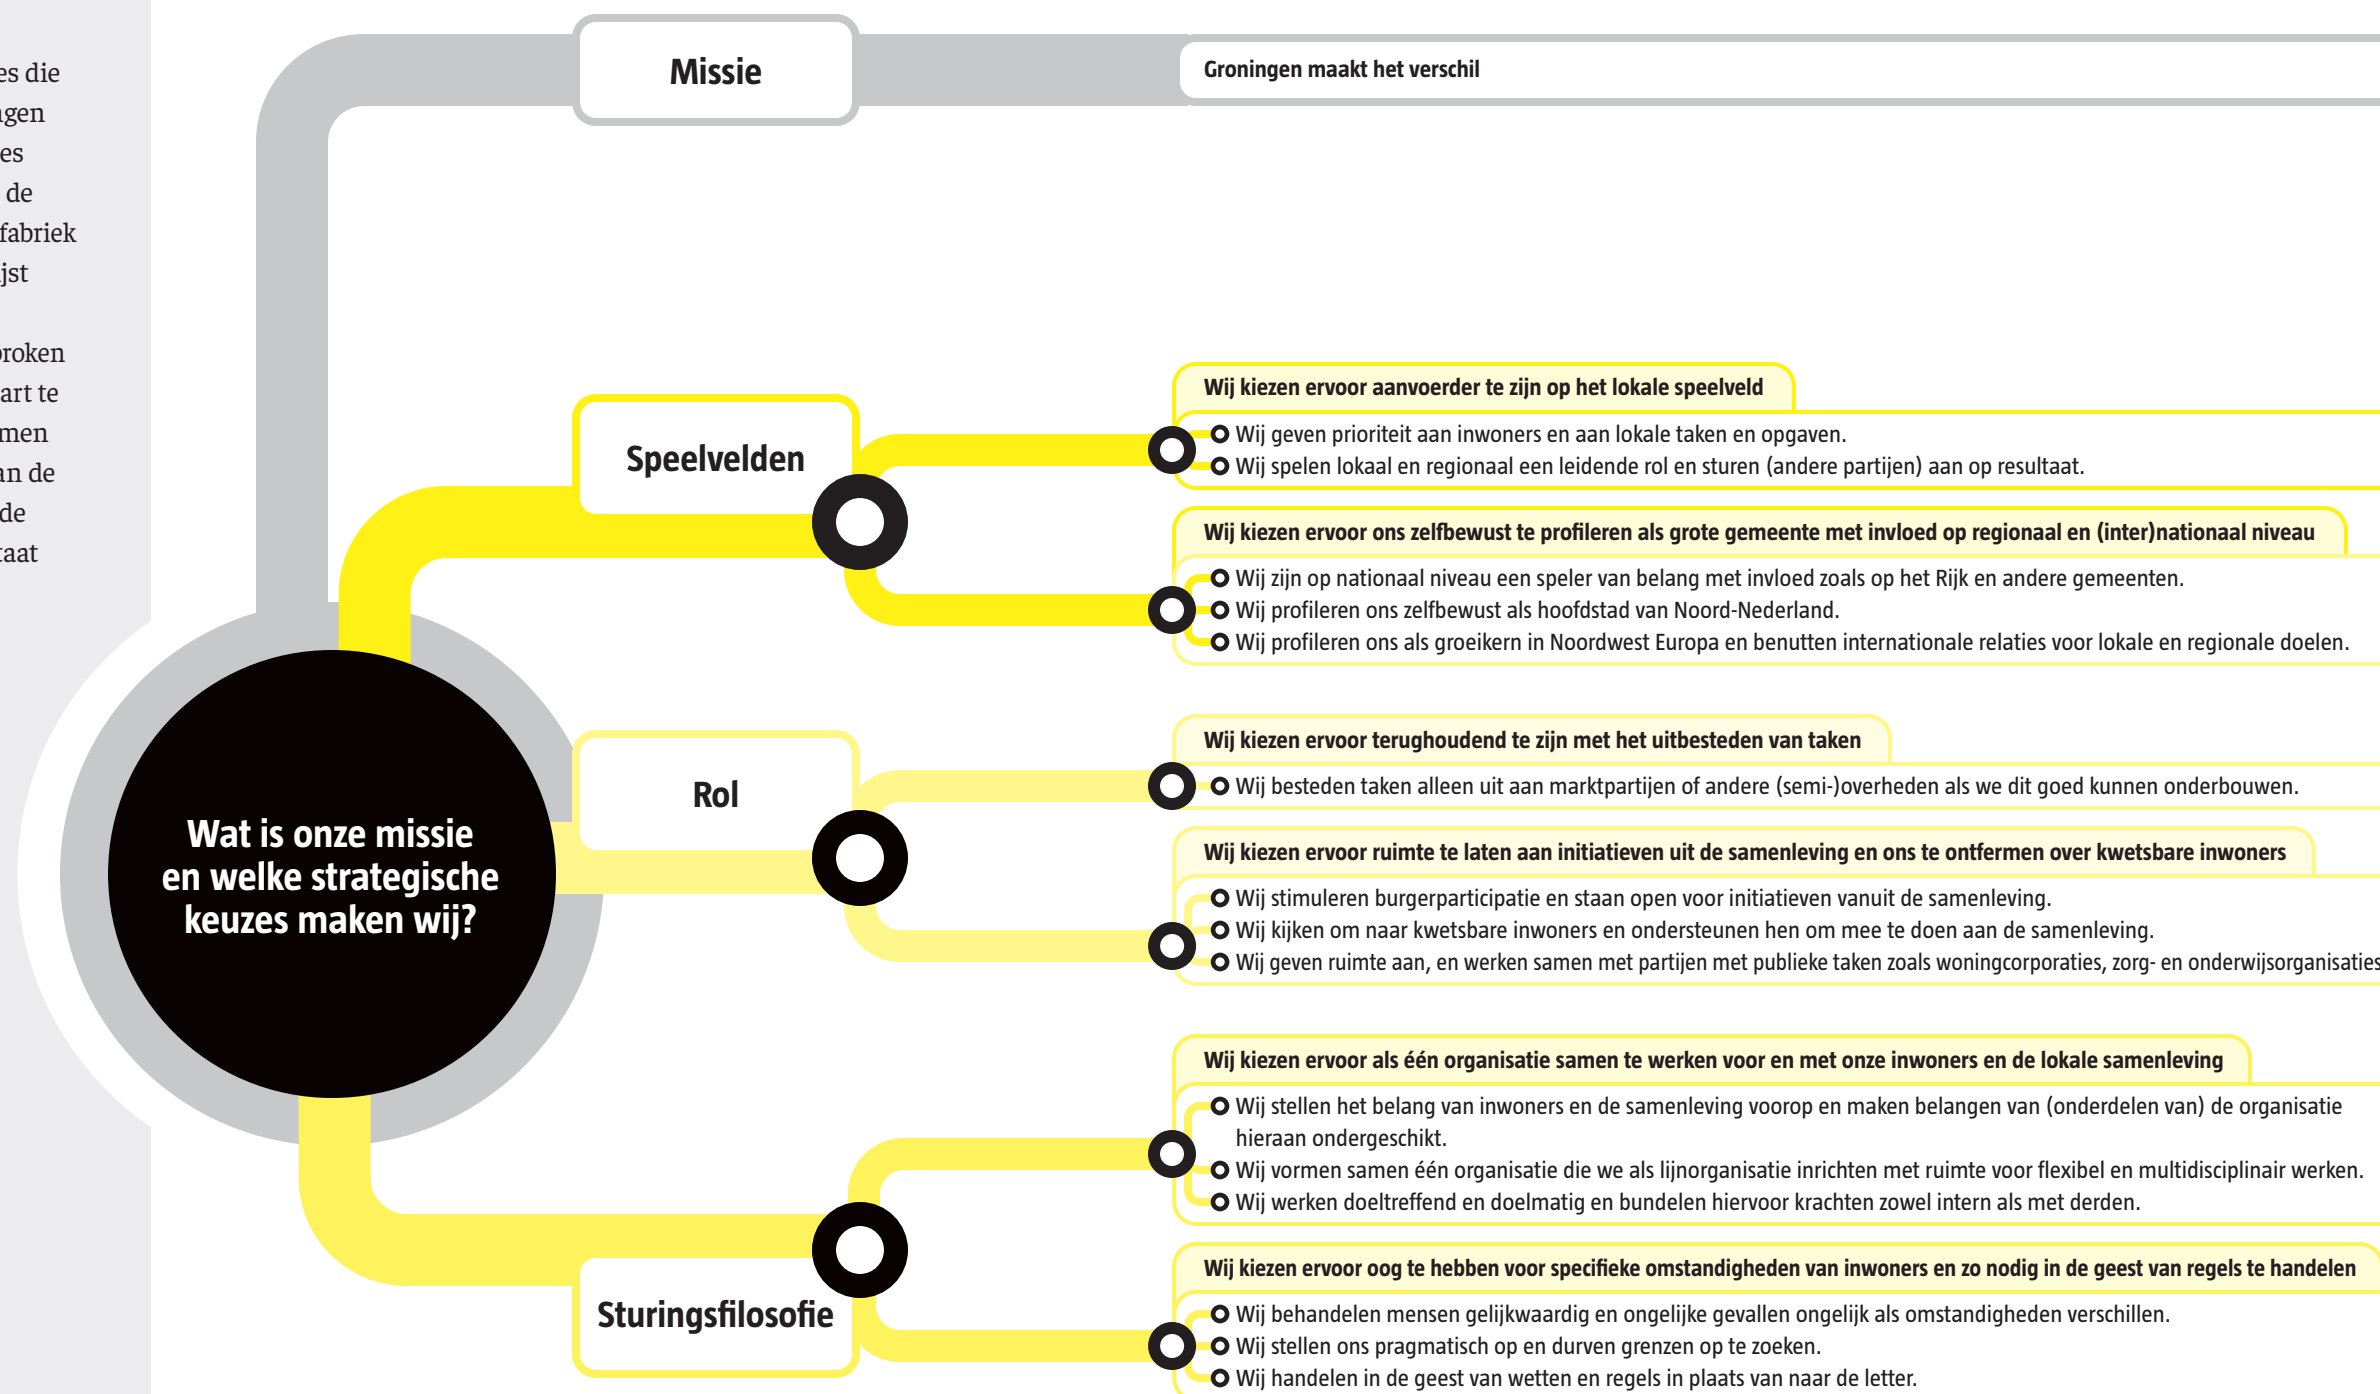 es die
gen
es
de
fabriek
jst
roken
art te
men
an de
de
aat
Missie
Groningen maakt het verschil
Speelvelden
Wij kiezen ervoor aanvoerder te zijn op het lokale speelveld
Wij geven prioriteit aan inwoners en aan lokale taken en opgaven.
Wij spelen lokaal en regionaal een leidende rol en sturen (andere partijen) aan op resultaat.
Wij kiezen ervoor ons zelfbewust te profileren als grote gemeente met invloed op regionaal en (inter)nationaal niveau
Wij zijn op nationaal niveau een speler van belang met invloed zoals op het Rijk en andere gemeenten.
Wij profileren ons zelfbewust als hoofdstad van Noord-Nederland.
Wij profileren ons als groeikern in Noordwest Europa en benutten internationale relaties voor lokale en regionale doelen.
Wat is onze missie
en welke strategische
keuzes maken wij?
Rol
Wij kiezen ervoor terughoudend te zijn met het uitbesteden van taken
Wij besteden taken alleen uit aan marktpartijen of andere (semi-)overheden als we dit goed kunnen onderbouwen.
Wij kiezen ervoor ruimte te laten aan initiatieven uit de samenleving en ons te ontfermen over kwetsbare inwoners
Wij stimuleren burgerparticipatie en staan open voor initiatieven vanuit de samenleving.
Wij kijken om naar kwetsbare inwoners en ondersteunen hen om mee te doen aan de samenleving.
Wij geven ruimte aan, en werken samen met partijen met publieke taken zoals woningcorporaties, zorg- en onderwijsorganisaties
Sturingsfilosofie
Wij kiezen ervoor als één organisatie samen te werken voor en met onze inwoners en de lokale samenleving
Wij stellen het belang van inwoners en de samenleving voorop en maken belangen van (onderdelen van) de organisatie
hieraan ondergeschikt.
Wij vormen samen één organisatie die we als lijnorganisatie inrichten met ruimte voor flexibel en multidisciplinair werken.
Wij werken doeltreffend en doelmatig en bundelen hiervoor krachten zowel intern als met derden.
Wij kiezen ervoor oog te hebben voor specifieke omstandigheden van inwoners en zo nodig in de geest van regels te handelen
Wij behandelen mensen gelijkwaardig en ongelijke gevallen ongelijk als omstandigheden verschillen.
Wij stellen ons pragmatisch op en durven grenzen op te zoeken.
Wij handelen in de geest van wetten en regels in plaats van naar de letter.